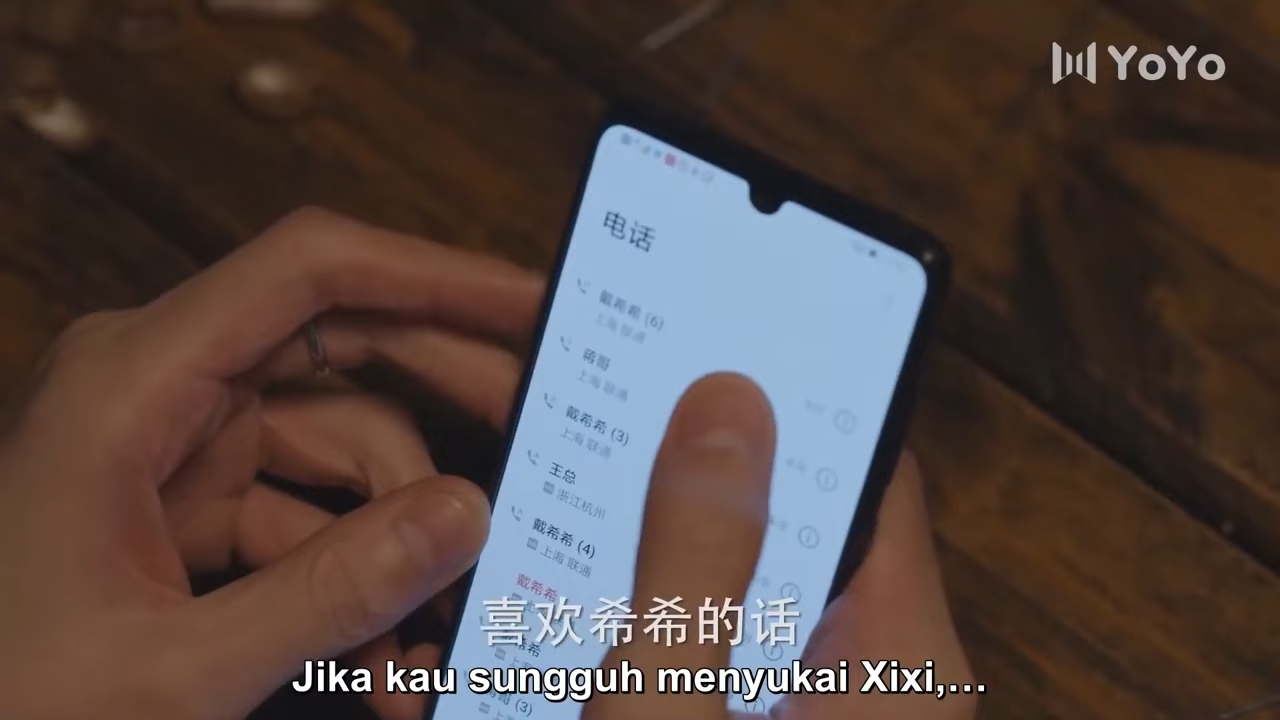 YoYo
电话
戴希希 (6)
上海 联通
蒋哥
上海 联通
戴希希 (3)
上海 联通
王总
浙江杭州
戴希希 (4)
上海 联通
戴希希
喜欢希希的话
Jika kau sungguh menyukai Xixi,...